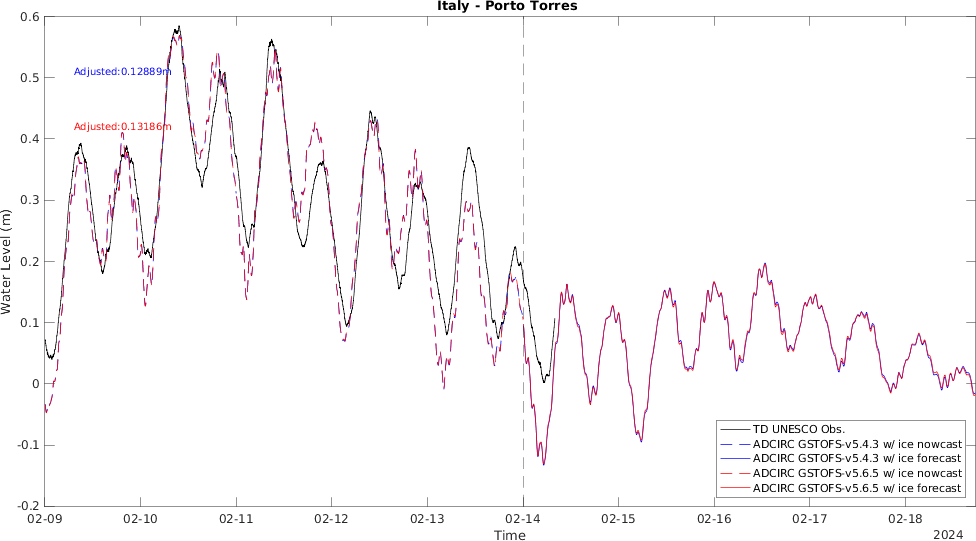 Italy - Porto Torres
0.6
0.5
0.4
0.3
0.2
0.1
0
-0.1
-0.2
Water Level (m)
Adjusted:0.12889m
Adjusted:0.13186m
TD UNESCO Obs.
ADCIRC GSTOFS-v5.4.3 w/ ice nowcast
ADCIRC GSTOFS-v5.4.3 w/ ice forecast
ADCIRC GSTOFS-v5.6.5 w/ ice nowcast
ADCIRC GSTOFS-v5.6.5 w/ ice forecast
02-09 02-10 02-11 02-12 02-13 02-14 02-15 02-16 02-17 02-18
Time
2024